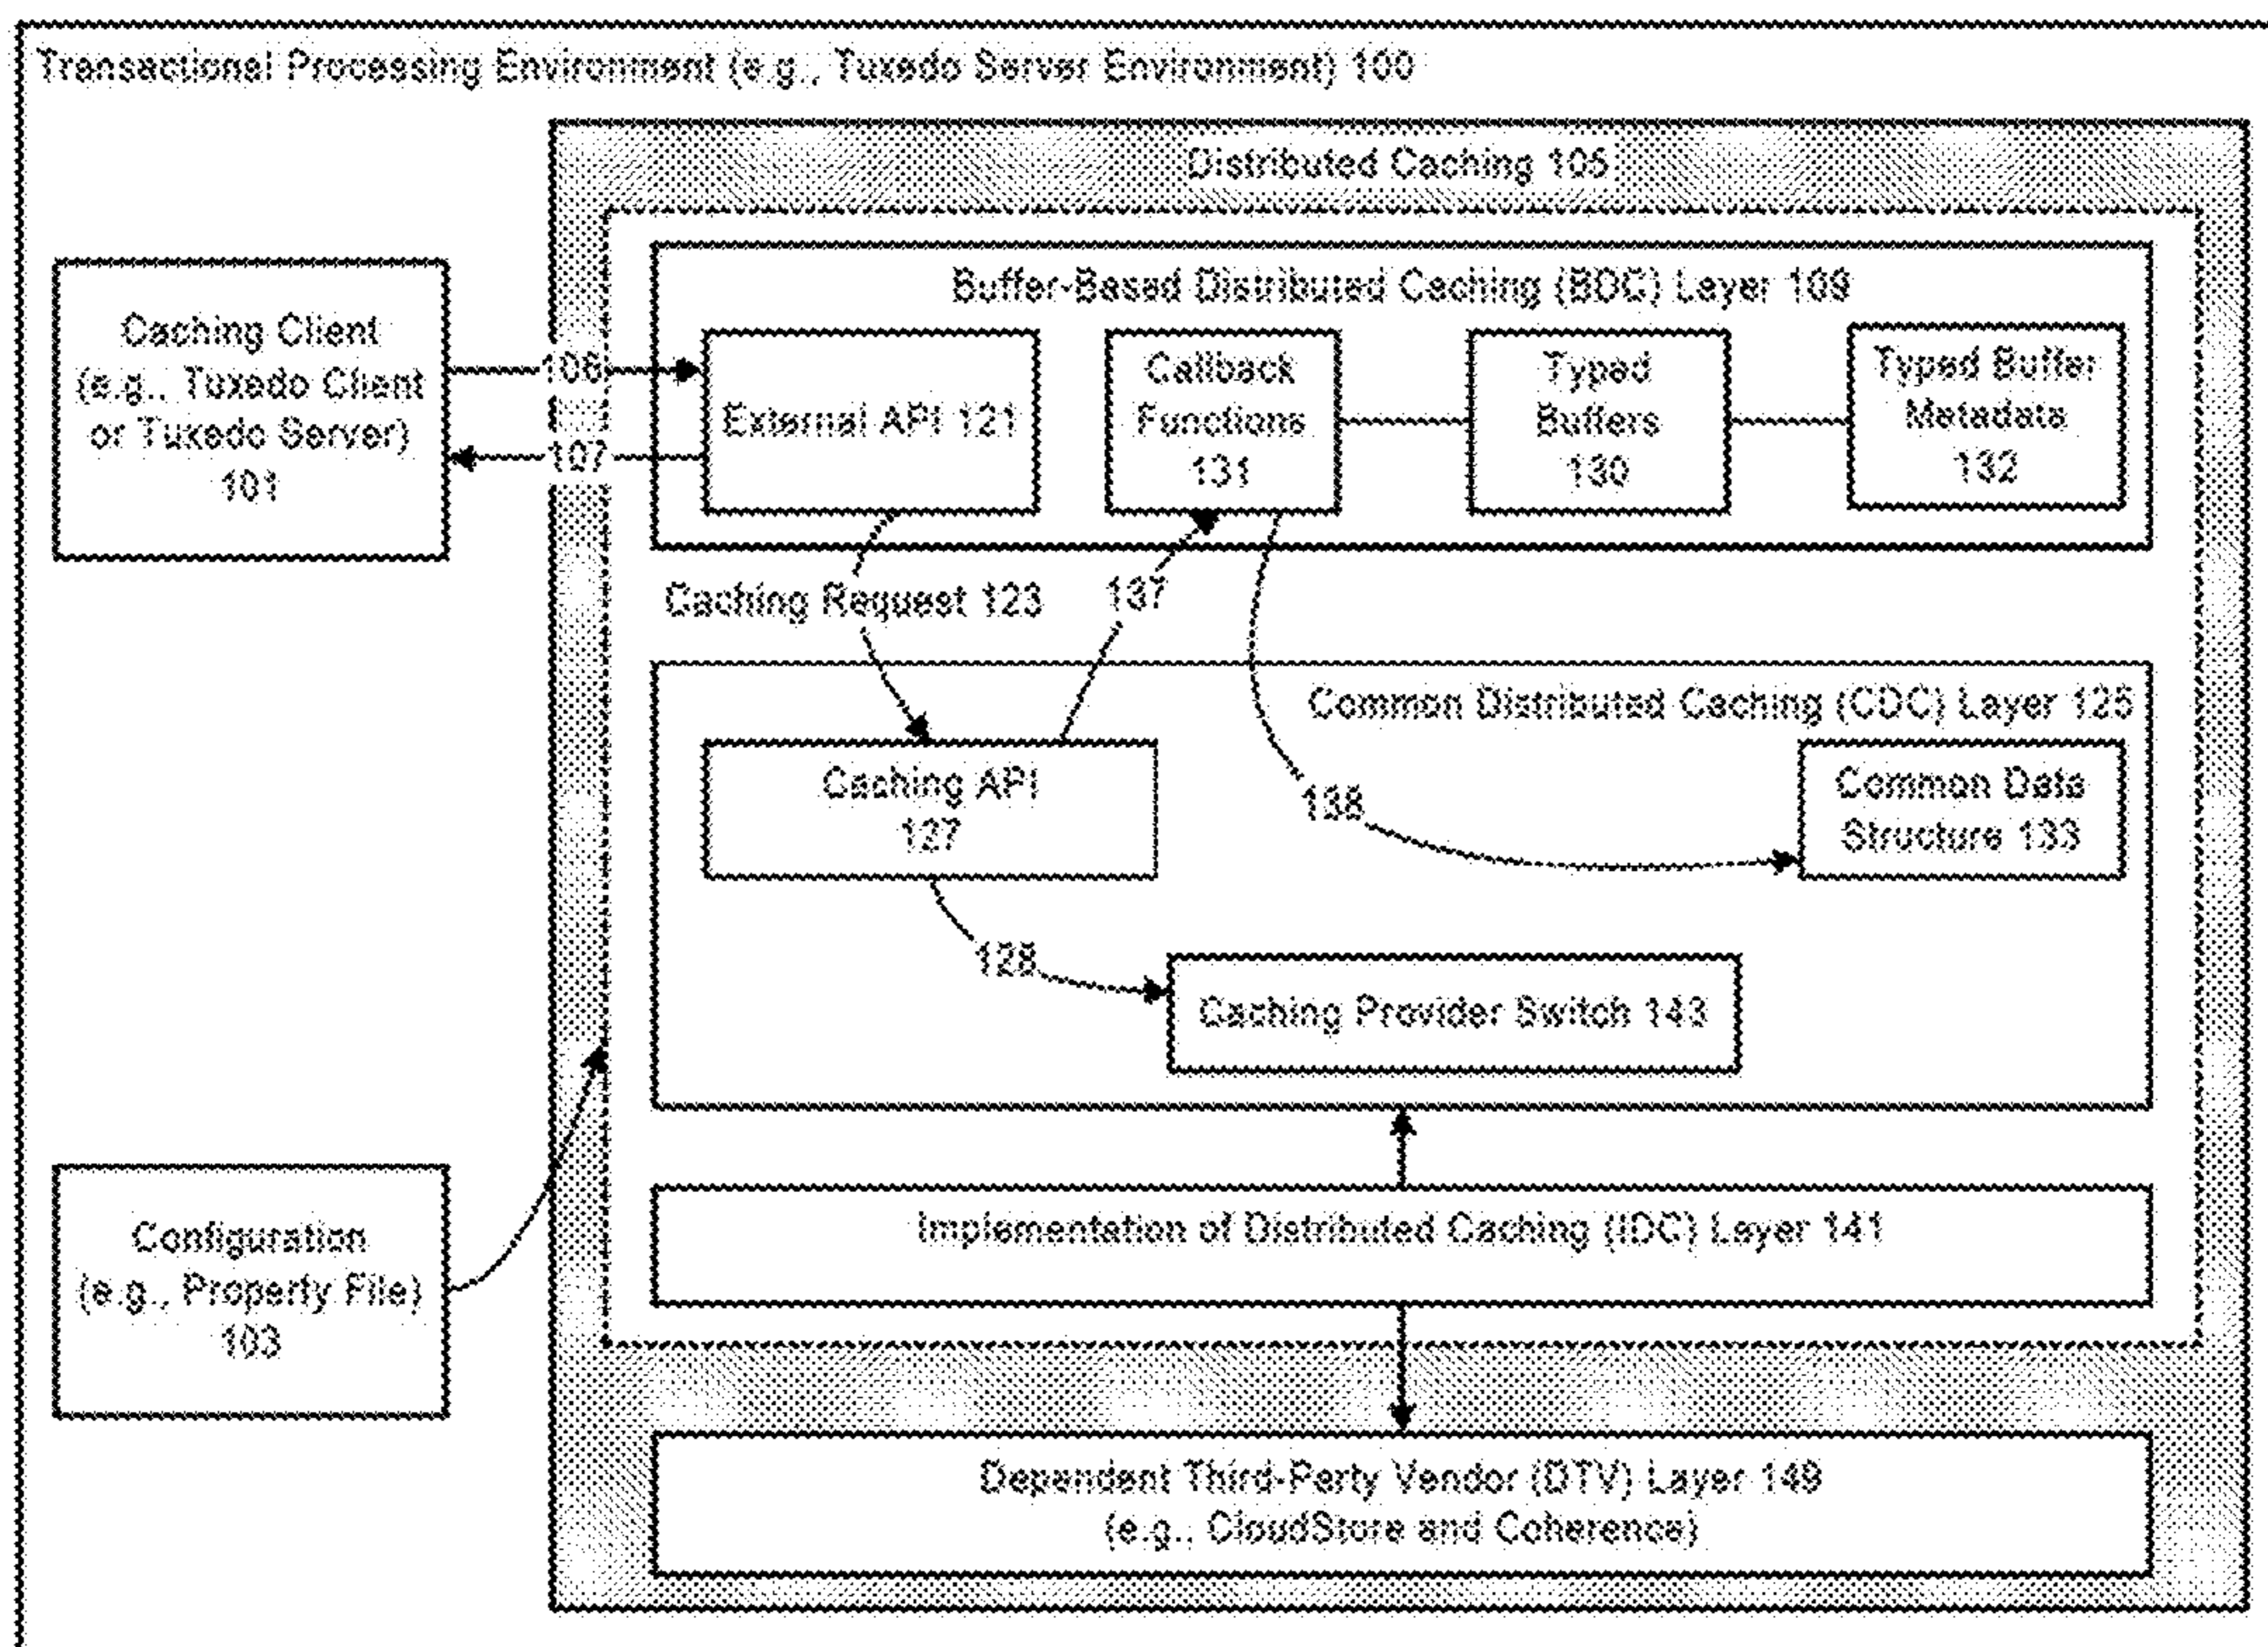 Transactional Processing Environment (e.g., Tuxedo Server Environment) 100
Distributed Caching 105
Buffer-Based Distributed Caching (BDC) Layer 109
Caching Client
(e.g., Tuxedo Client
or Tuxedo Server)
101
106
107
External API 121
Callback
Functions
131
Typed
Buffers
130
Typed Buffer
Metadata
132
Caching Request 123
137
Common Distributed Caching (CDC) Layer 125
Caching API
127
138
Common Data
Structure 133
128
Caching Provider Switch 143
Configuration
(e.g., Property File)
103
Implementation of Distributed Caching (IDC) Layer 141
Dependent Third-Party Vendor (DTV) Layer 149
(e.g., CloudStore and Coherence)